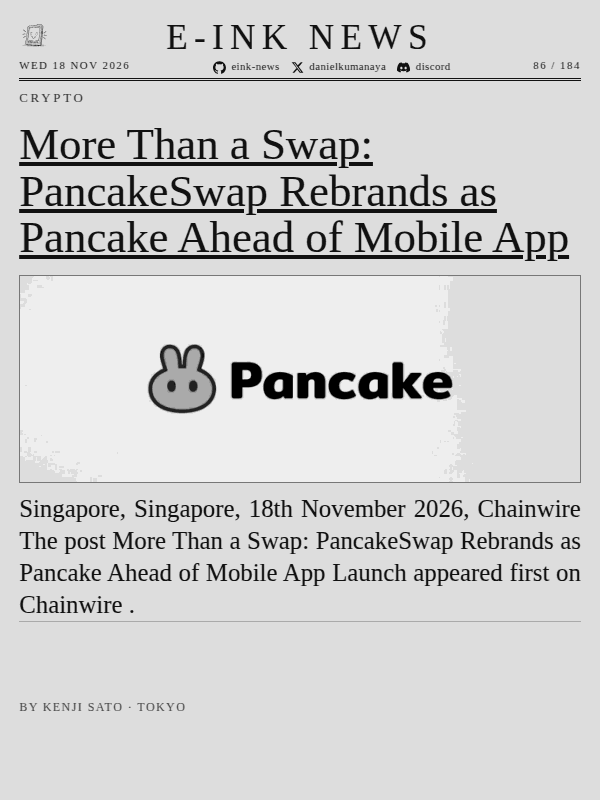 E-INK NEWS
WED 18 NOV 2026
eink-news danielkumanaya discord
86 / 184
CRYPTO
More Than a Swap:
PancakeSwap Rebrands as
Pancake Ahead of Mobile App
Pancake
Singapore, Singapore, 18th November 2026, Chainwire
The post More Than a Swap: PancakeSwap Rebrands as
Pancake Ahead of Mobile App Launch appeared first on
Chainwire .
BY KENJI SATO · TOKYO